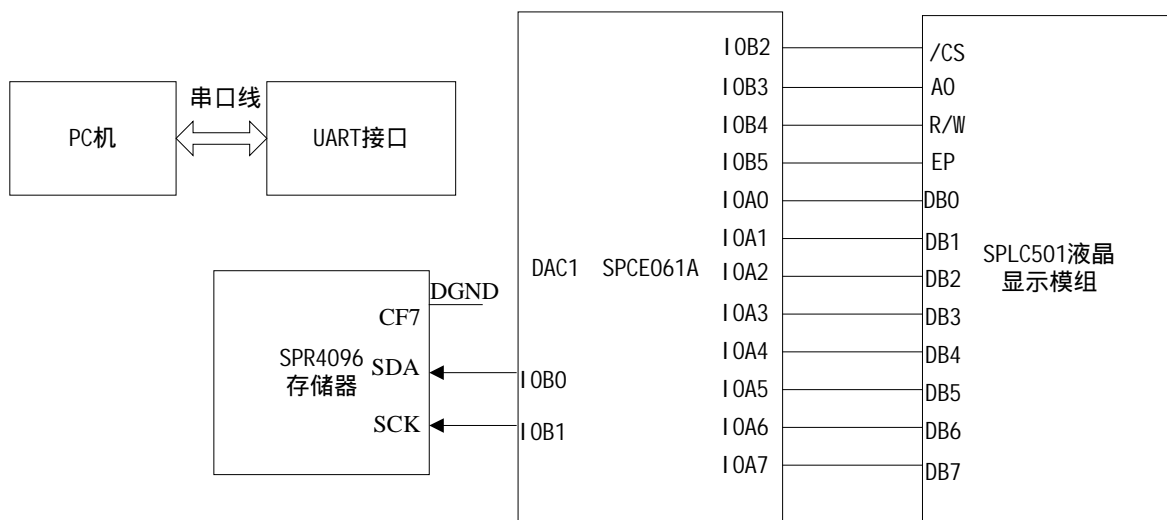 串口线
PC机
UART接口
DGND
CF7
SPR4096
存储器
SDA
SCK
DAC1
SPCE061A
IOB0
IOB1
IOB2
IOB3
IOB4
IOB5
IOA0
IOA1
IOA2
IOA3
IOA4
IOA5
IOA6
IOA7
/CS
A0
R/W
EP
DB0
DB1
DB2
DB3
DB4
DB5
DB6
DB7
SPLC501液晶
显示模组